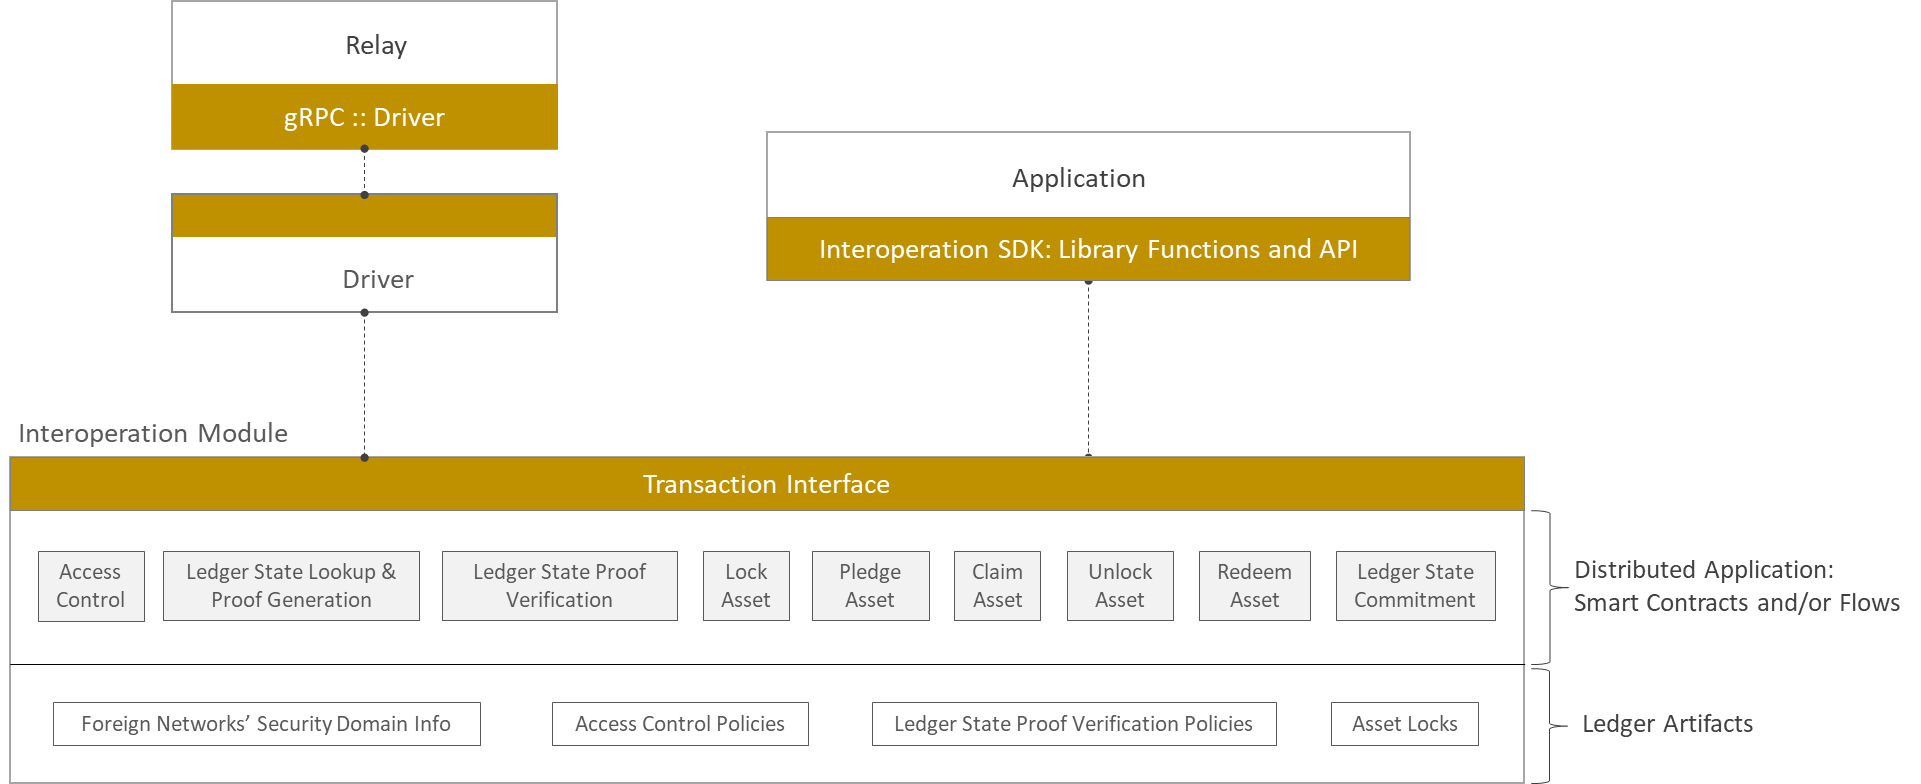 Relay
gRPC :: Driver
Driver
Application
Interoperation SDK: Library Functions and API
Interoperation Module
Transaction Interface
Access
Control
Ledger State Lookup &
Proof Generation
Ledger State Proof
Verification
Lock
Asset
Pledge
Asset
Claim
Asset
Unlock
Asset
Redeem
Asset
Ledger State
Commitment
Distributed Application:
Smart Contracts and/or Flows
Foreign Networks’ Security Domain Info
Access Control Policies
Ledger State Proof Verification Policies
Asset Locks
Ledger Artifacts